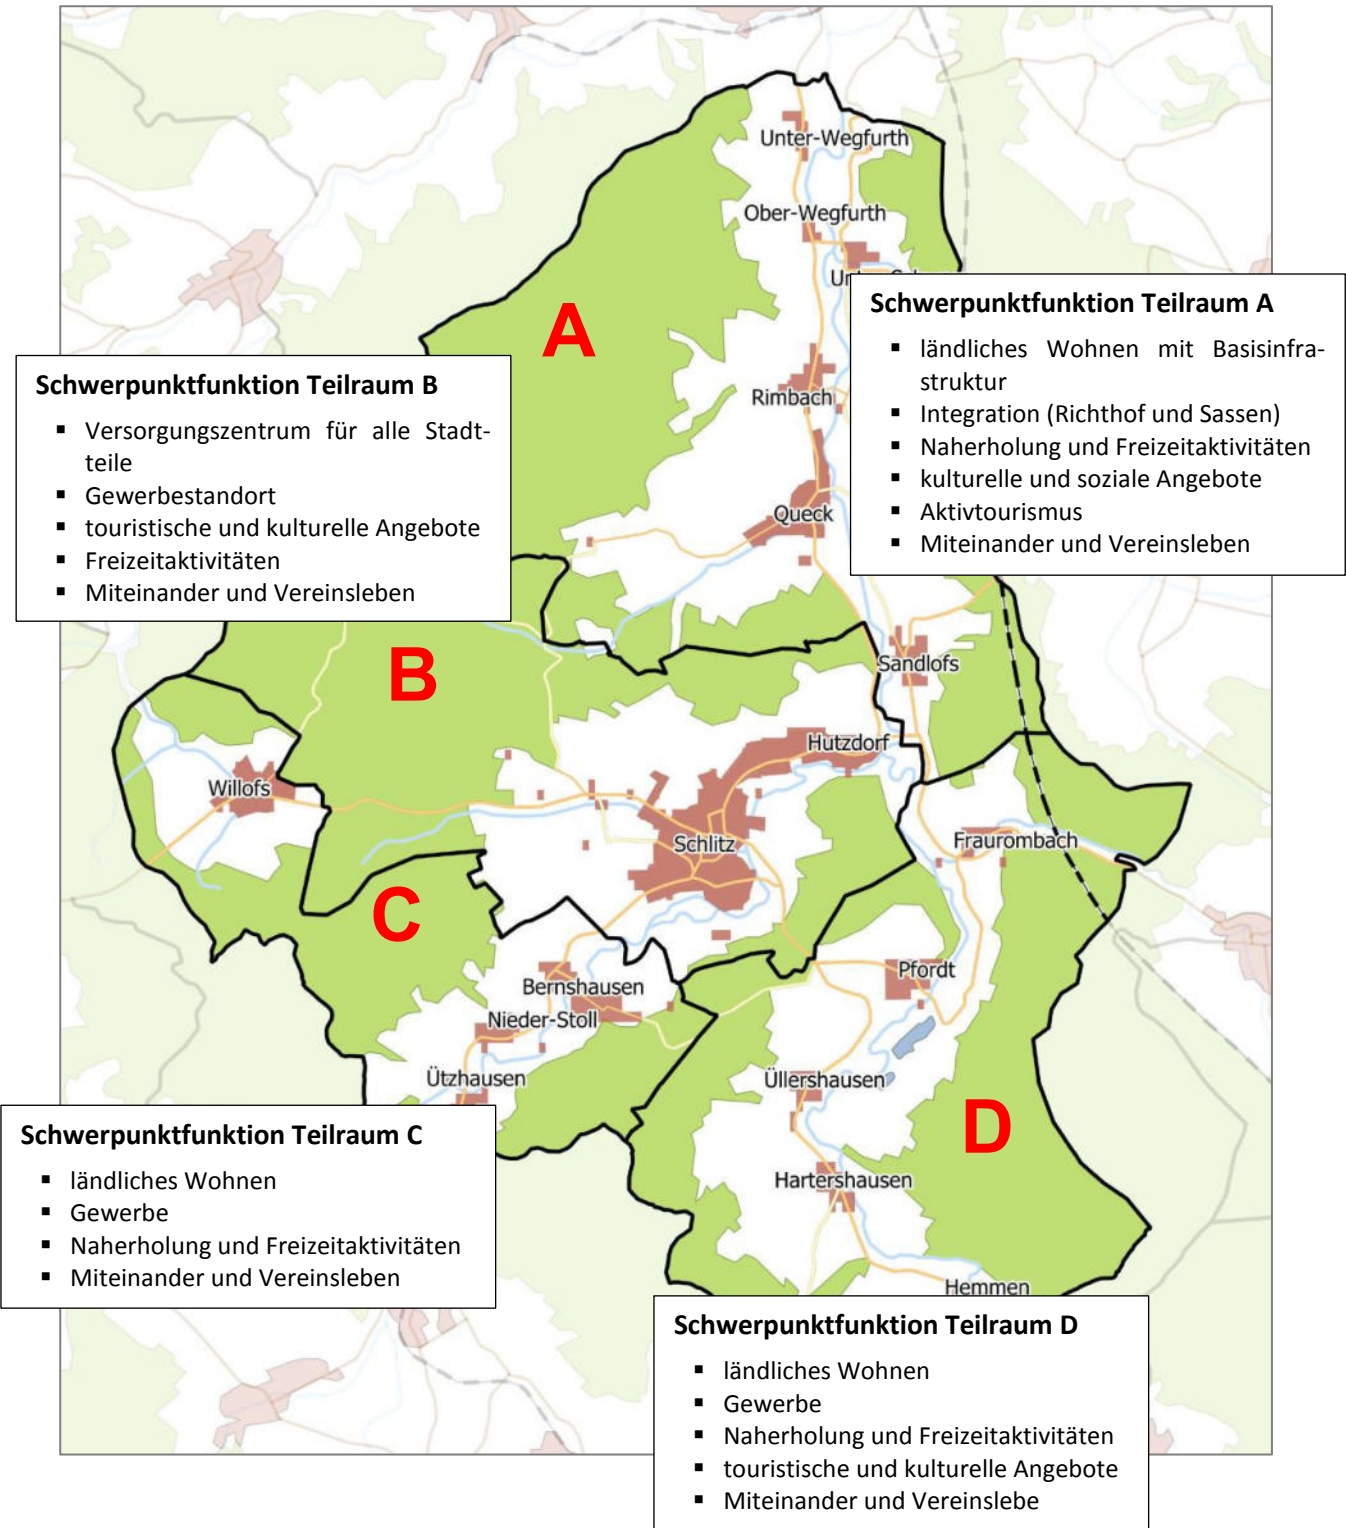 Unter-Wegfurth
Ober-Wegfurth
A
Schwerpunktfunktion Teilraum A
▪ ländliches Wohnen mit Basisinfra-
struktur
▪ Integration (Richthof und Sassen)
▪ Naherholung und Freizeitaktivitäten
▪ kulturelle und soziale Angebote
▪ Aktivtourismus
▪ Miteinander und Vereinsleben
Schwerpunktfunktion Teilraum B
▪ Versorgungszentrum für alle Stadt-
teile
▪ Gewerbestandort
▪ touristische und kulturelle Angebote
▪ Freizeitaktivitäten
▪ Miteinander und Vereinsleben
Rimbach
Queck
B
Sandlofs
Hutzdorf
Willofs
Schlitz
Fraurombach
C
Pfordt
Bernshausen
Nieder-Stoll
Ützhausen
Üllershausen
D
Hartershausen
Hemmen
Schwerpunktfunktion Teilraum C
▪ ländliches Wohnen
▪ Gewerbe
▪ Naherholung und Freizeitaktivitäten
▪ Miteinander und Vereinsleben
Schwerpunktfunktion Teilraum D
▪ ländliches Wohnen
▪ Gewerbe
▪ Naherholung und Freizeitaktivitäten
▪ touristische und kulturelle Angebote
▪ Miteinander und Vereinslebe